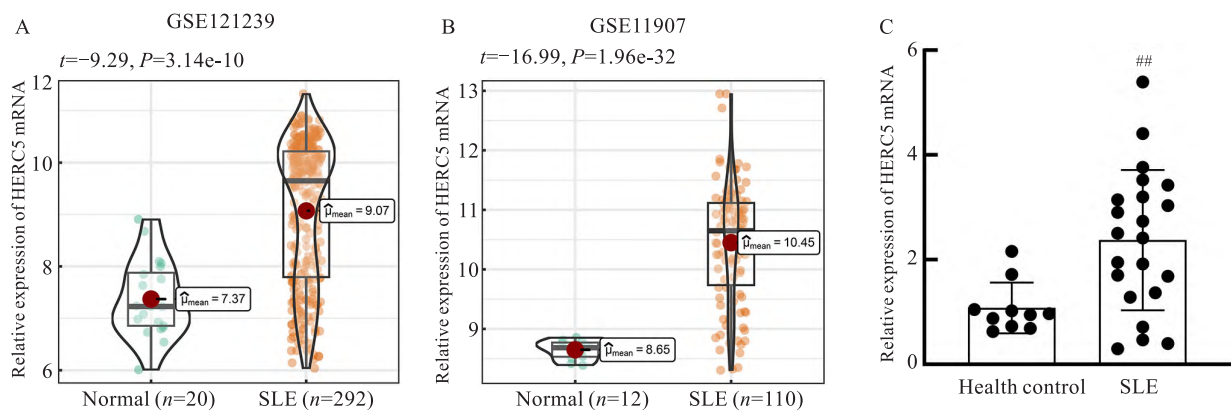 A
GSE121239
t=−9.29, P=3.14e-10
Relative expression of HERC5 mRNA
12
10
8
6
μ̂mean = 7.37
μ̂mean = 9.07
Normal (n=20)
SLE (n=292)
B
GSE11907
t=−16.99, P=1.96e-32
Relative expression of HERC5 mRNA
13
12
11
10
9
μ̂mean = 8.65
μ̂mean = 10.45
Normal (n=12)
SLE (n=110)
C
Relative expression of HERC5 mRNA
6
4
2
0
##
Health control
SLE